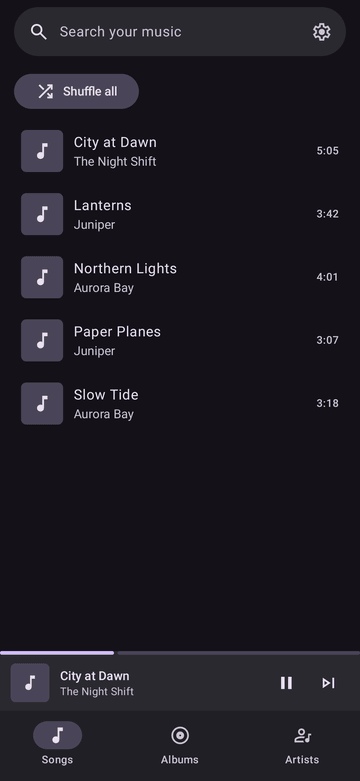 Search your music
Shuffle all
City at Dawn
The Night Shift
5:05
Lanterns
Juniper
3:42
Northern Lights
Aurora Bay
4:01
Paper Planes
Juniper
3:07
Slow Tide
Aurora Bay
3:18
City at Dawn
The Night Shift
Songs
Albums
Artists